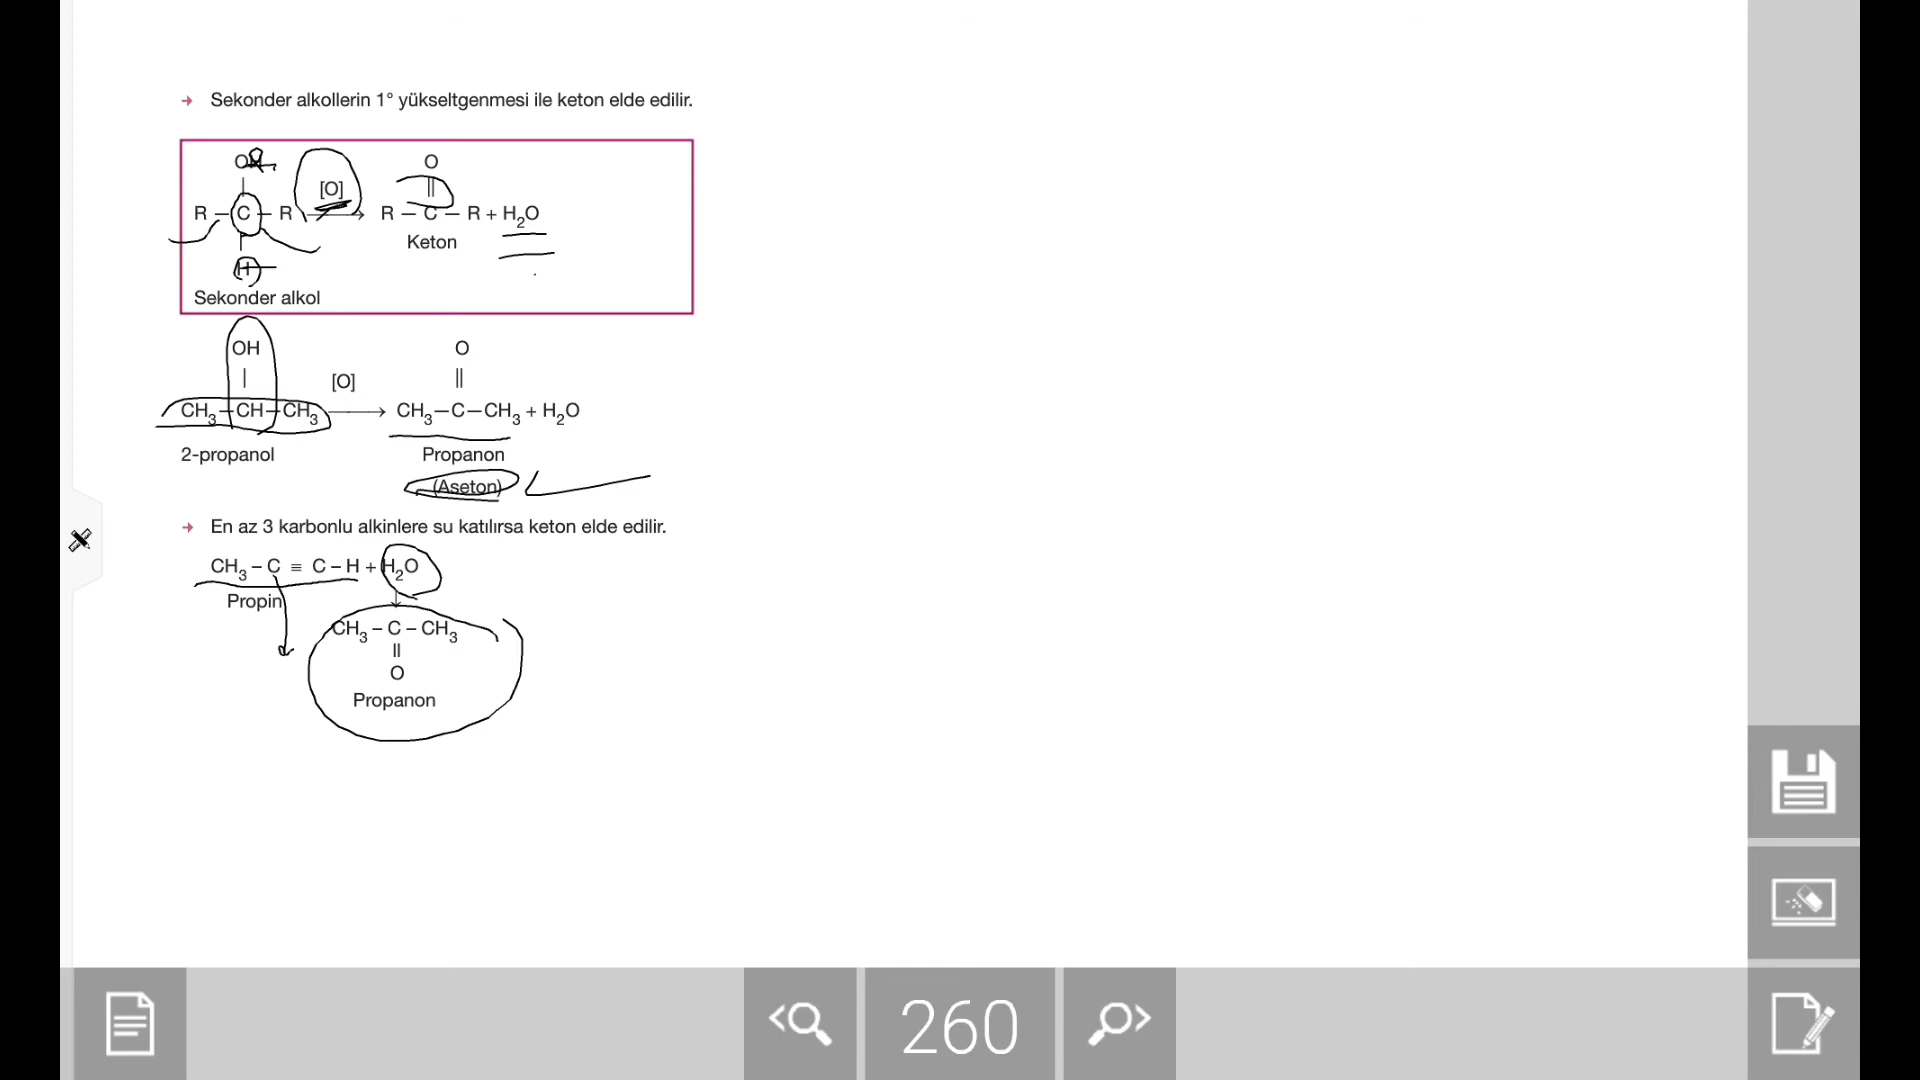 → Sekonder alkollerin 1° yükseltgenmesi ile keton elde edilir.
OH O
[O]
R – C – R ⟶ R – C – R + H₂O
Keton
H
Sekonder alkol
OH O
[O]
CH₃–CH–CH₃ ⟶ CH₃–C–CH₃ + H₂O
2-propanol Propanon
(Aseton)
→ En az 3 karbonlu alkinlere su katılırsa keton elde edilir.
CH₃ – C ≡ C – H + H₂O
Propin
CH₃ – C – CH₃
O
Propanon
260